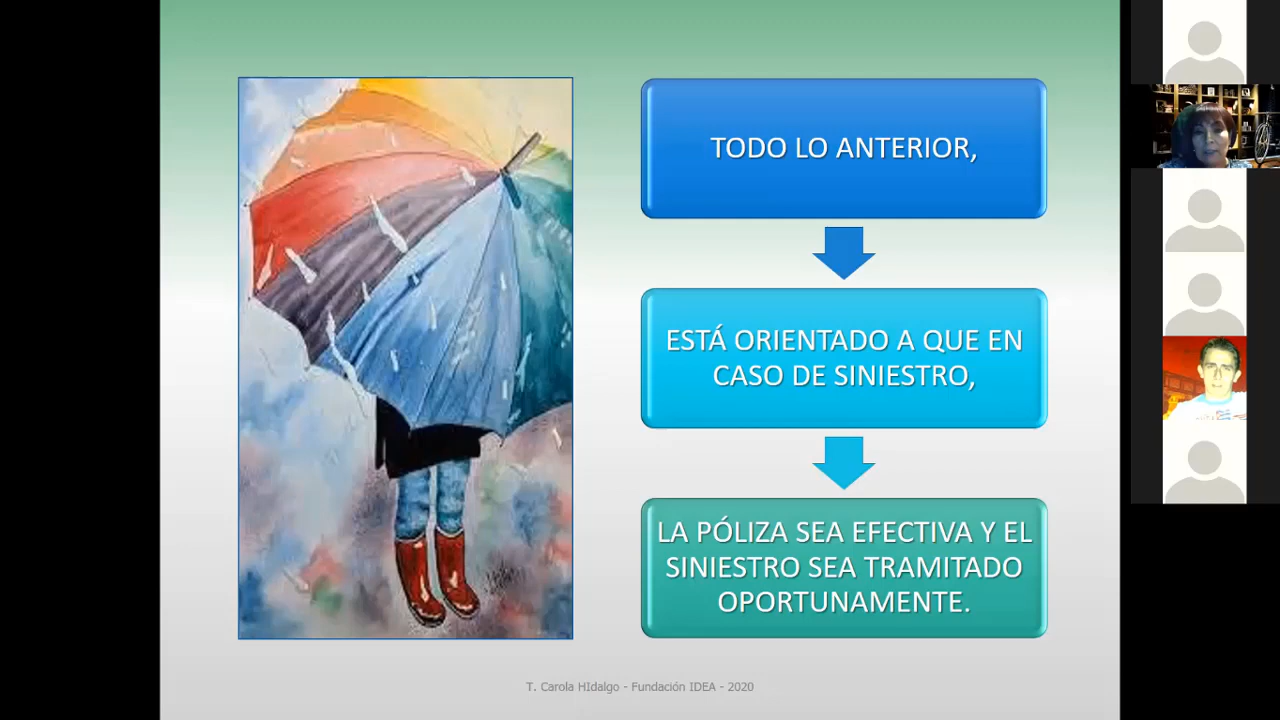 TODO LO ANTERIOR,
ESTÁ ORIENTADO A QUE EN
CASO DE SINIESTRO,
LA PÓLIZA SEA EFECTIVA Y EL
SINIESTRO SEA TRAMITADO
OPORTUNAMENTE.
T. Carola HIdalgo - Fundación IDEA - 2020